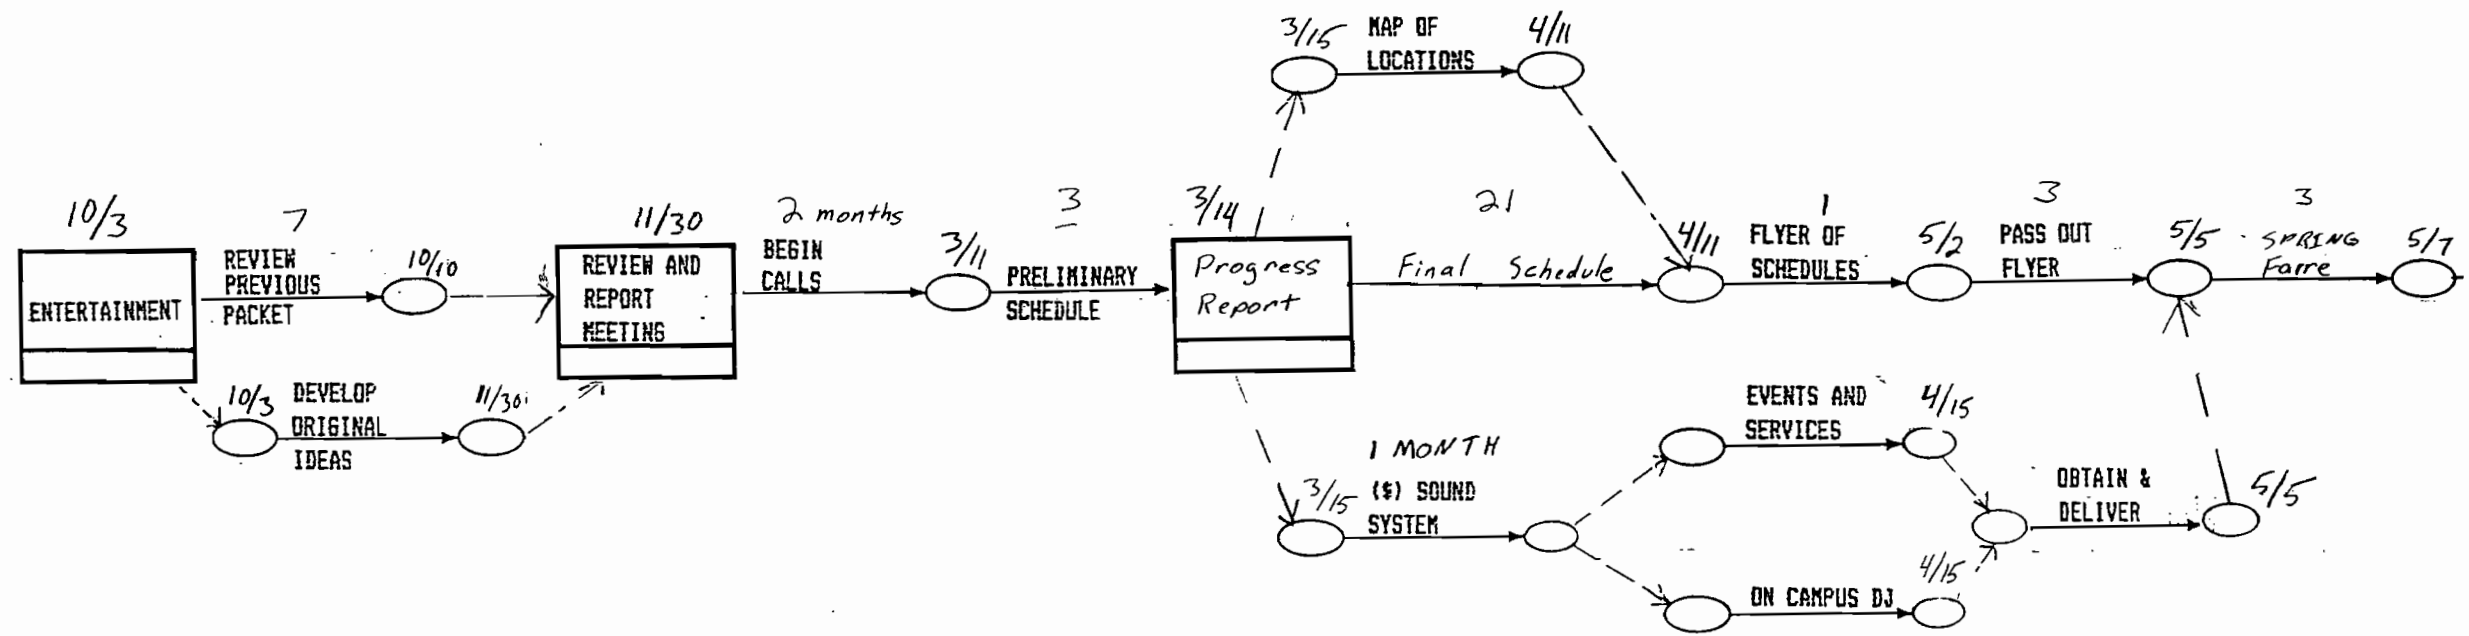 3/15
MAP OF
LOCATIONS
4/11
10/3
7
REVIEW
PREVIOUS
PACKET
10/10
ENTERTAINMENT
10/3
DEVELOP
ORIGINAL
IDEAS
11/30
11/30
REVIEW AND
REPORT
MEETING
2 months
BEGIN
CALLS
3/11
3
PRELIMINARY
SCHEDULE
3/14
Progress
Report
21
Final Schedule
4/11
1
FLYER OF
SCHEDULES
5/2
3
PASS OUT
FLYER
5/5
3
SPRING
Farre
5/7
3/15
1 MONTH
($) SOUND
SYSTEM
EVENTS AND
SERVICES
4/15
ON CAMPUS DJ
4/15
OBTAIN &
DELIVER
5/5